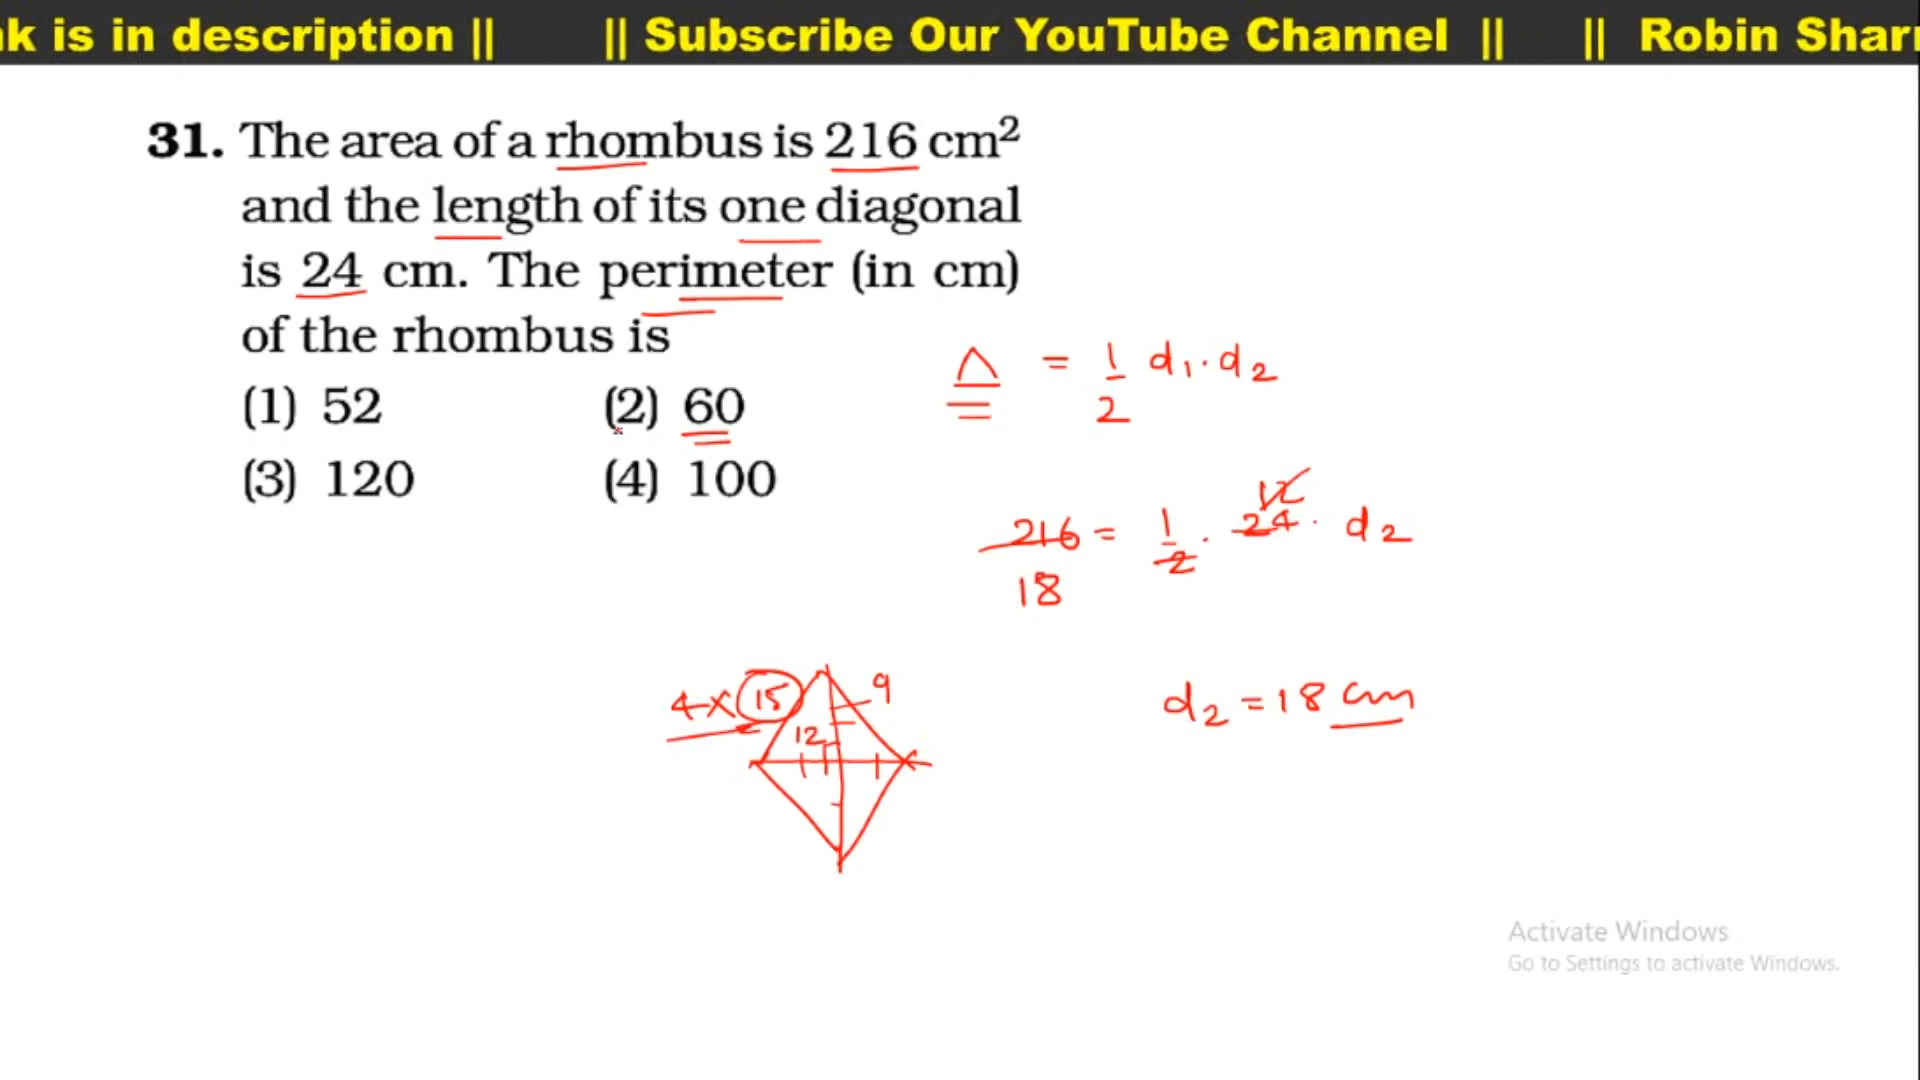 nk is in description || || Subscribe Our YouTube Channel || || Robin Shar
31. The area of a rhombus is 216 cm²
and the length of its one diagonal
is 24 cm. The perimeter (in cm)
of the rhombus is
(1) 52 (2) 60
(3) 120 (4) 100
△ = 1/2 d₁·d₂
216 = 1/2 · 24 · d₂
12
18
4×15
9
12
d₂ = 18 cm
Activate Windows
Go to Settings to activate Windows.